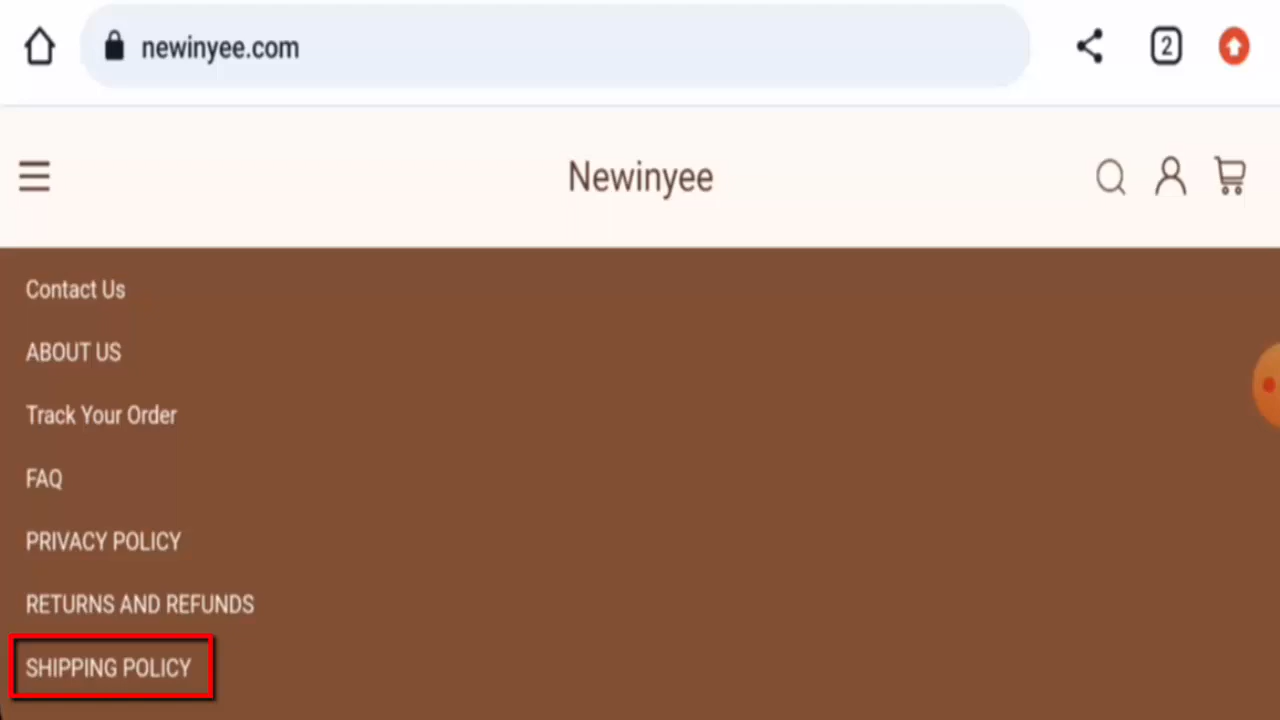 newinyee.com
2
Newinyee
Contact Us
ABOUT US
Track Your Order
FAQ
PRIVACY POLICY
RETURNS AND REFUNDS
SHIPPING POLICY